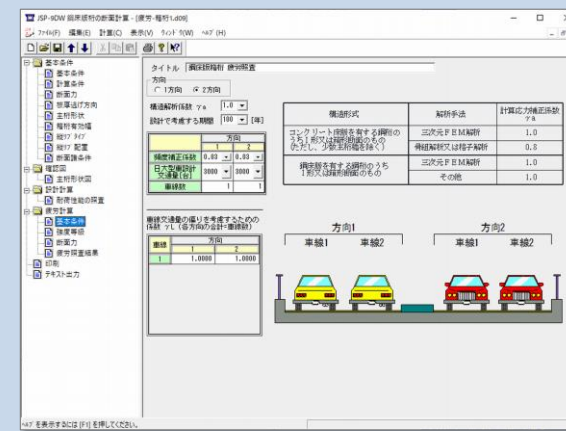 JSP-9DW 鋼床版桁の断面計算 - [疲労-箱桁1.d09]
ファイル(F) 編集(E) 計算(C) 表示(V) ウィンドウ(W) ヘルプ(H)
基本条件
基本条件
計算条件
断面力
板厚逃げ方向
主桁形状
箱桁有効幅
縦リブ タイプ
縦リブ 配置
断面諸条件
確認図
主桁形状図
設計計算
耐荷性能の照査
疲労計算
基本条件
強度等級
断面力
疲労照査結果
印刷
テキスト出力
タイトル 鋼床版箱桁 疲労照査
方向
1方向 2方向
構造解析係数 γa 1.0
設計で考慮する期間 100 [年]
方向
1 2
頻度補正係数 0.03 0.03
日大型車設計交通量[台] 3000 3000
車線数 1 1
車線交通量の偏りを考慮するための
係数 γL (各方向の合計=車線数)
車線 方向
1 2
1 1.0000 1.0000
構造形式 解析手法 計算応力補正係数 γa
コンクリート床版を有する鋼桁の
うちI形又は箱形断面のもの
(ただし、少数主桁橋を除く)
三次元FEM解析 1.0
骨組解析又は格子解析 0.8
鋼床版を有する鋼桁のうち
I形又は箱形断面のもの
三次元FEM解析 1.0
その他 1.0
方向1 方向2
車線1 車線2 車線1 車線2
ヘルプ を表示するには [F1] を押してください。